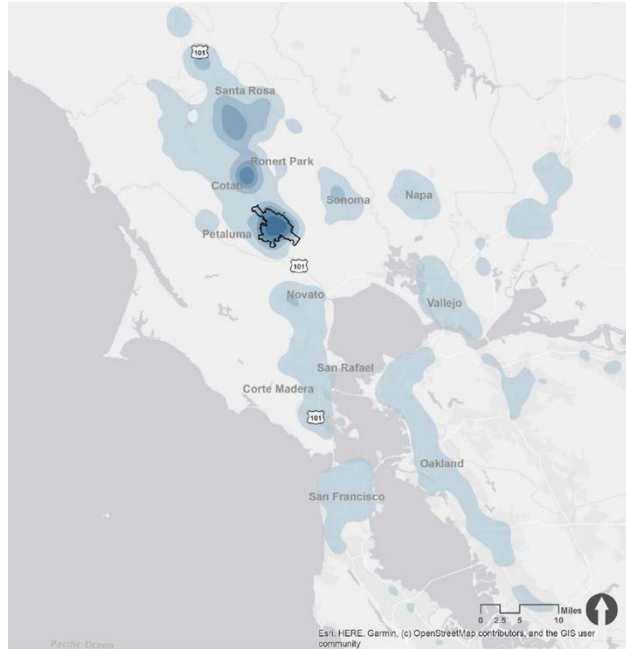 101
Santa Rosa
Ronert Park
Cotati
Sonoma
Napa
Petaluma
101
Novato
Vallejo
San Rafael
Corte Madera
101
Oakland
San Francisco
Miles
0 2.5 5 10
Esri, HERE, Garmin, (c) OpenStreetMap contributors, and the GIS user
community
Pacific Ocean